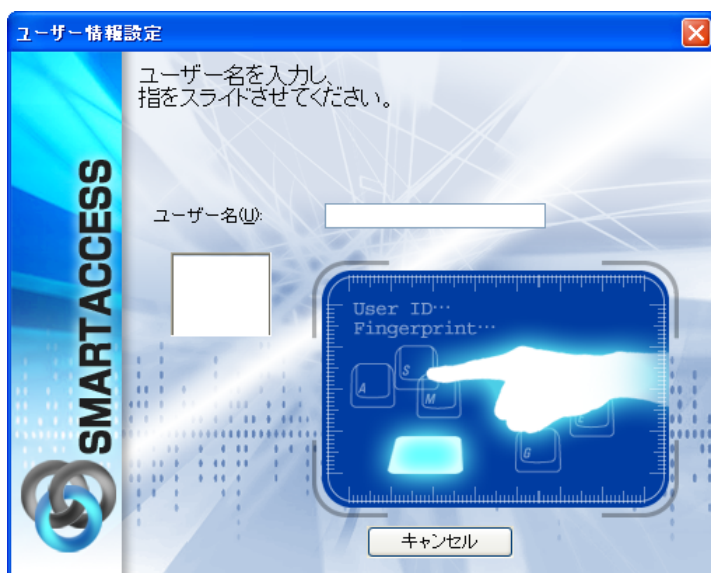 ユーザー情報設定
ユーザー名を入力し、
指をスライドさせてください。
ユーザー名(U):
SMARTACCESS
User ID…
Fingerprint…
S
A
M
E
G
キャンセル